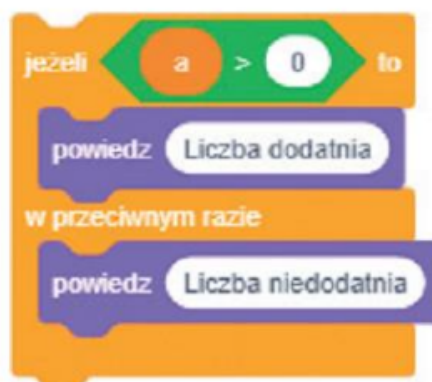 jeżeli a > 0 to
powiedz Liczba dodatnia
w przeciwnym razie
powiedz Liczba niedodatnia